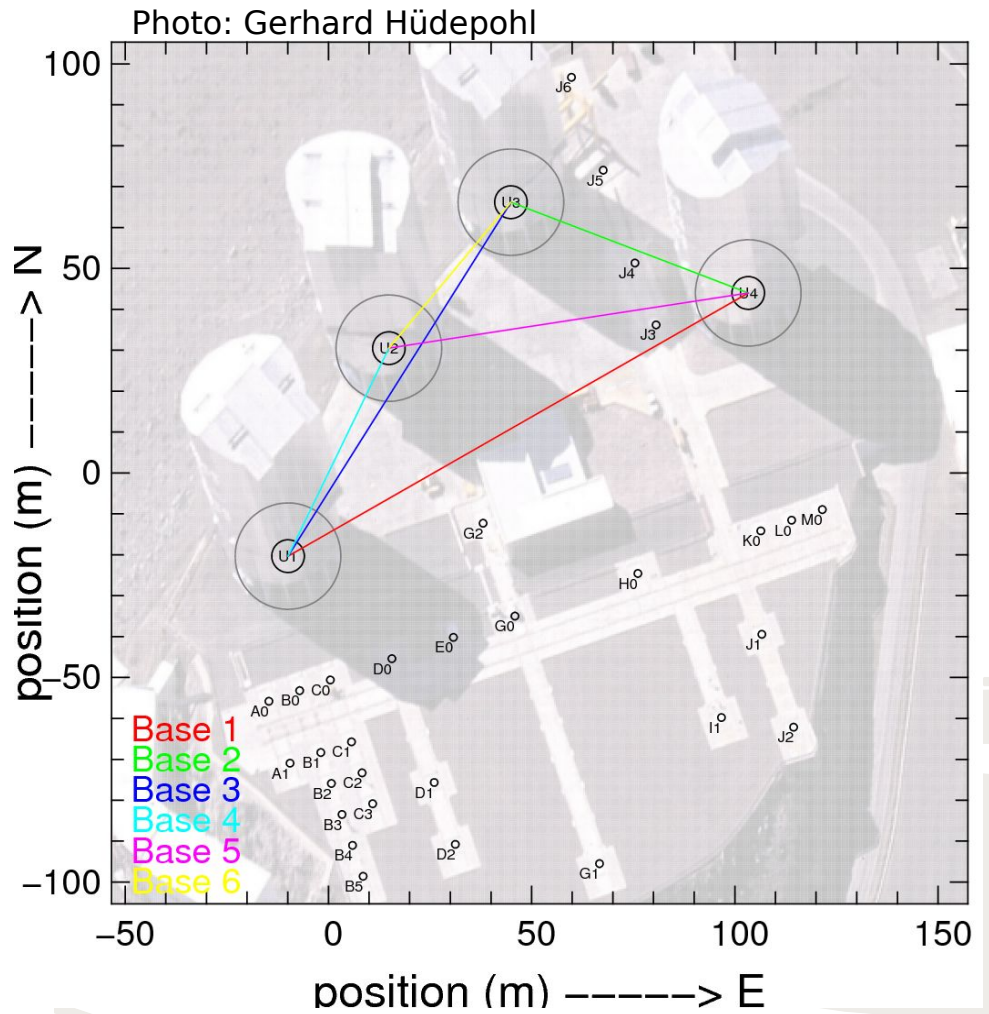 Photo: Gerhard Hüdepohl
100
50
0
−50
−100
position (m) −−−−−> N
J6
J5
U3
J4
U4
J3
U2
U1
G2
M0
L0
K0
H0
G0
E0
J1
D0
C0
B0
A0
I1
J2
C1
B1
A1
C2
B2
D1
C3
B3
B4
D2
G1
B5
Base 1
Base 2
Base 3
Base 4
Base 5
Base 6
−50
0
50
100
150
position (m) −−−−−> E